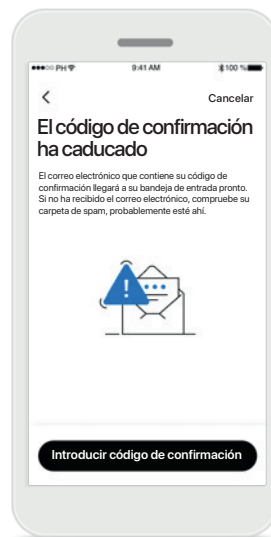 ●●●○○ PH 9:41 AM 100 %
Cancelar
El código de confirmación
ha caducado
El correo electrónico que contiene su código de
confirmación llegará a su bandeja de entrada pronto.
Si no ha recibido el correo electrónico, compruebe su
carpeta de spam, probablemente esté ahí.
Introducir código de confirmación